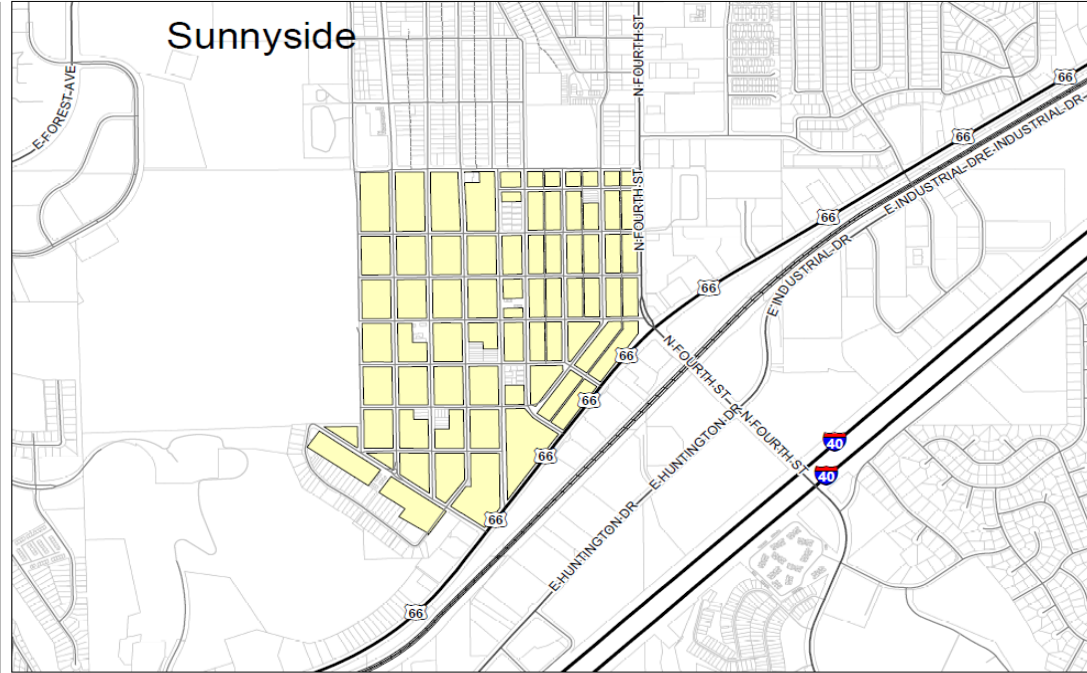 Sunnyside
N-FOURTH-ST
66
E-FOREST-AVE
66
E-INDUSTRIAL-DRE-INDUSTRIAL-DR
N-FOURTH-ST
66
E-INDUSTRIAL-DR
66
66
N-FOURTH-ST-R-N-FOURTH-ST
66
E-HUNTINGTON-DR
40
66
40
E-HUNTINGTON-DR
66
66